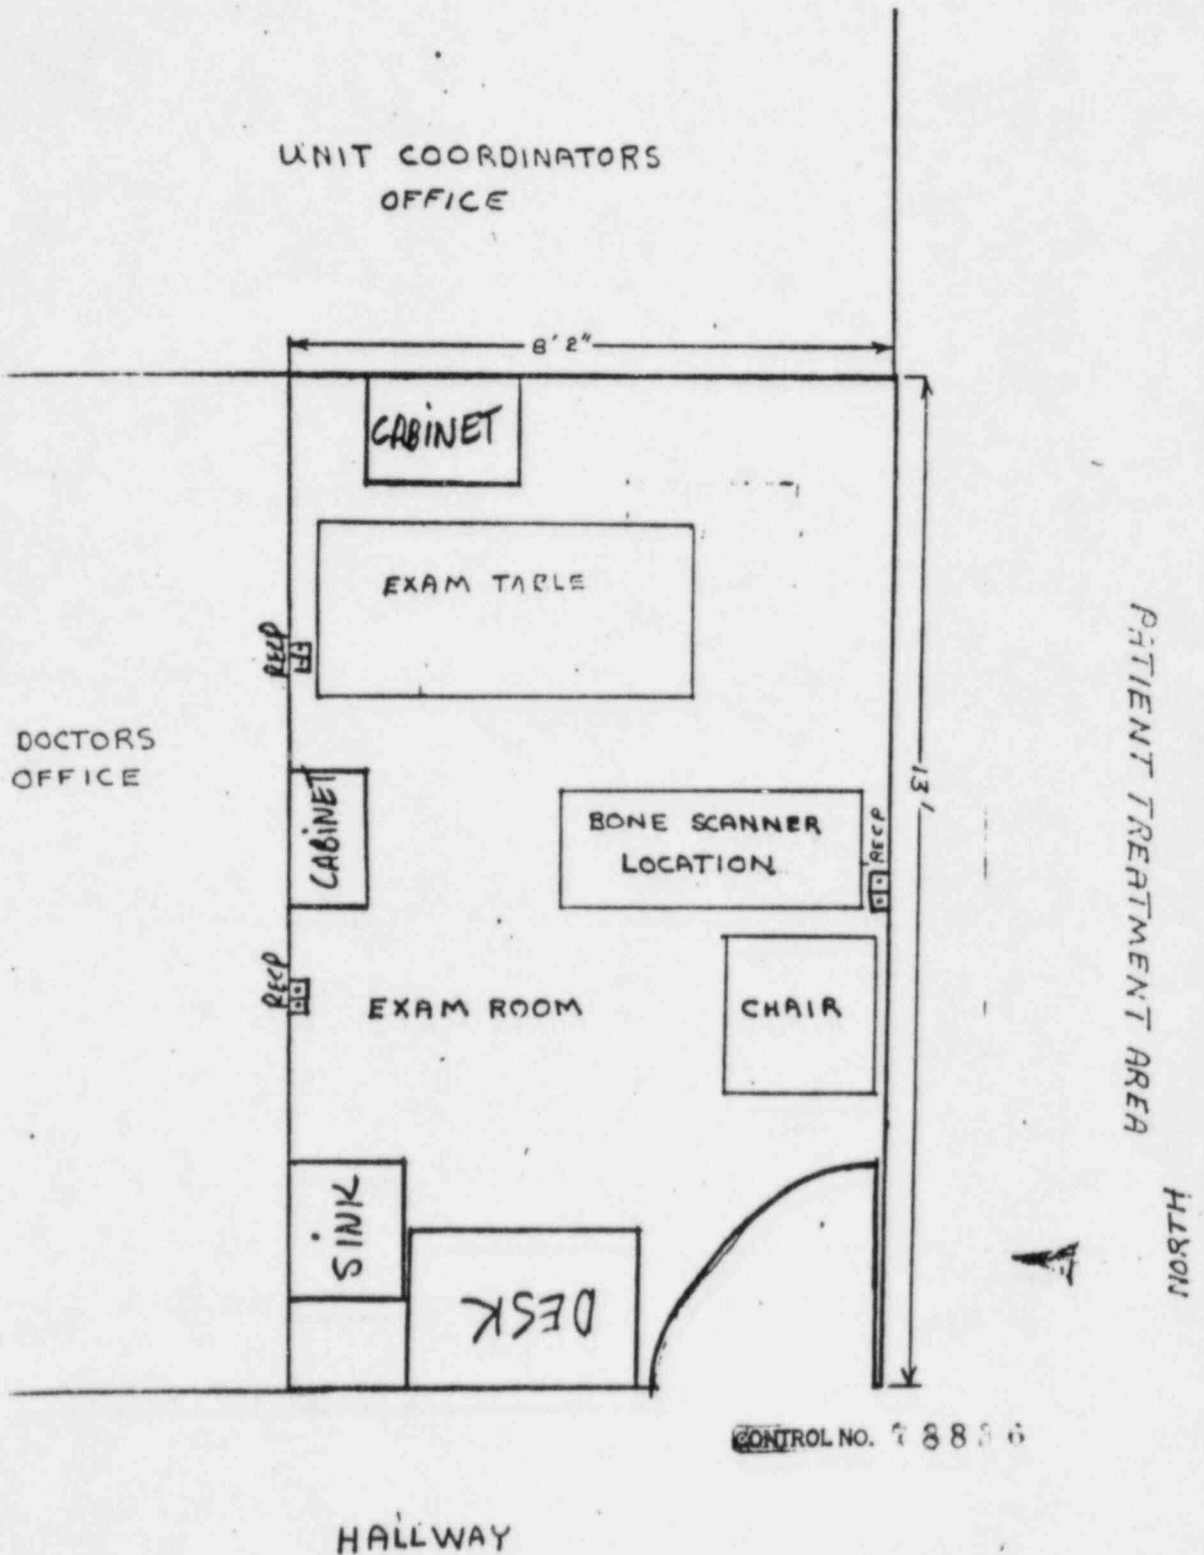 UNIT COORDINATORS
OFFICE
8'2"
CABINET
EXAM TABLE
RECP
DOCTORS
OFFICE
CABINET
BONE SCANNER
LOCATION
RECP
13'
PATIENT TREATMENT AREA
RECP
EXAM ROOM
CHAIR
SINK
DESK
NORTH
CONTROL NO. 788
HALLWAY